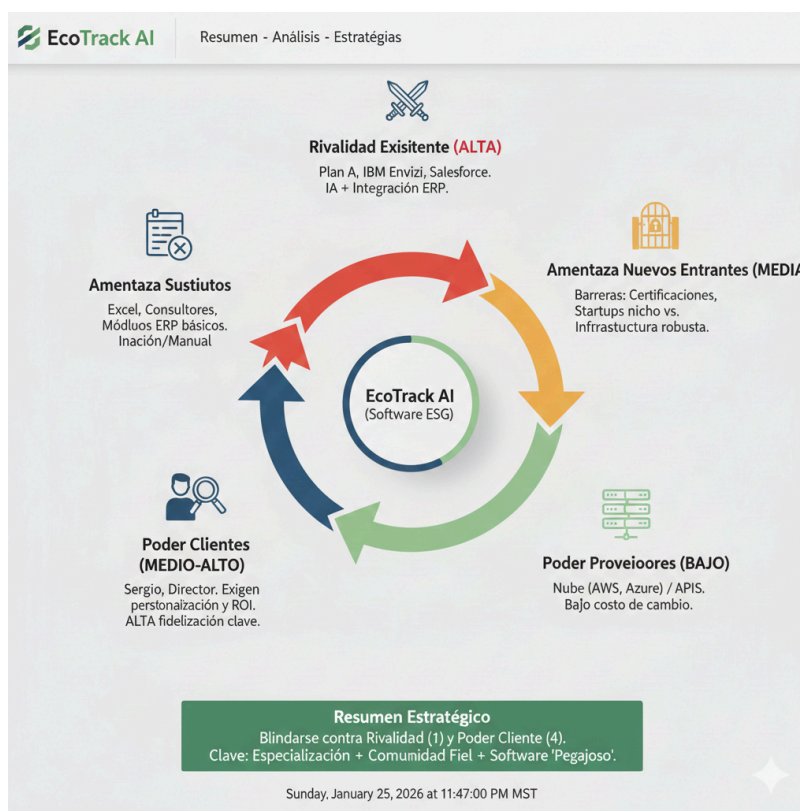 EcoTrack AI
Resumen - Análisis - Estratégias
Rivalidad Exisitente (ALTA)
Plan A, IBM Envizi, Salesforce.
IA + Integración ERP.
Amentaza Sustiutos
Excel, Consultores,
Módluos ERP básicos.
Inación/Manual
Amentaza Nuevos Entrantes (MEDIA
Barreras: Certificaciones,
Startups nicho vs.
Infrrastuctura robusta.
EcoTrack AI
(Software ESG)
Poder Clientes
(MEDIO-ALTO)
Sergio, Director. Exigen
perstonaización y ROI.
ALTA fidelización clave.
Poder Proveioores (BAJO)
Nube (AWS, Azure) / APIS.
Bajo costo de cambio.
Resumen Estratégico
Blindarse contra Rivalidad (1) y Poder Cliente (4).
Clave: Especialización + Comunidad Fiel + Software 'Pegajoso'.
Sunday, January 25, 2026 at 11:47:00 PM MST